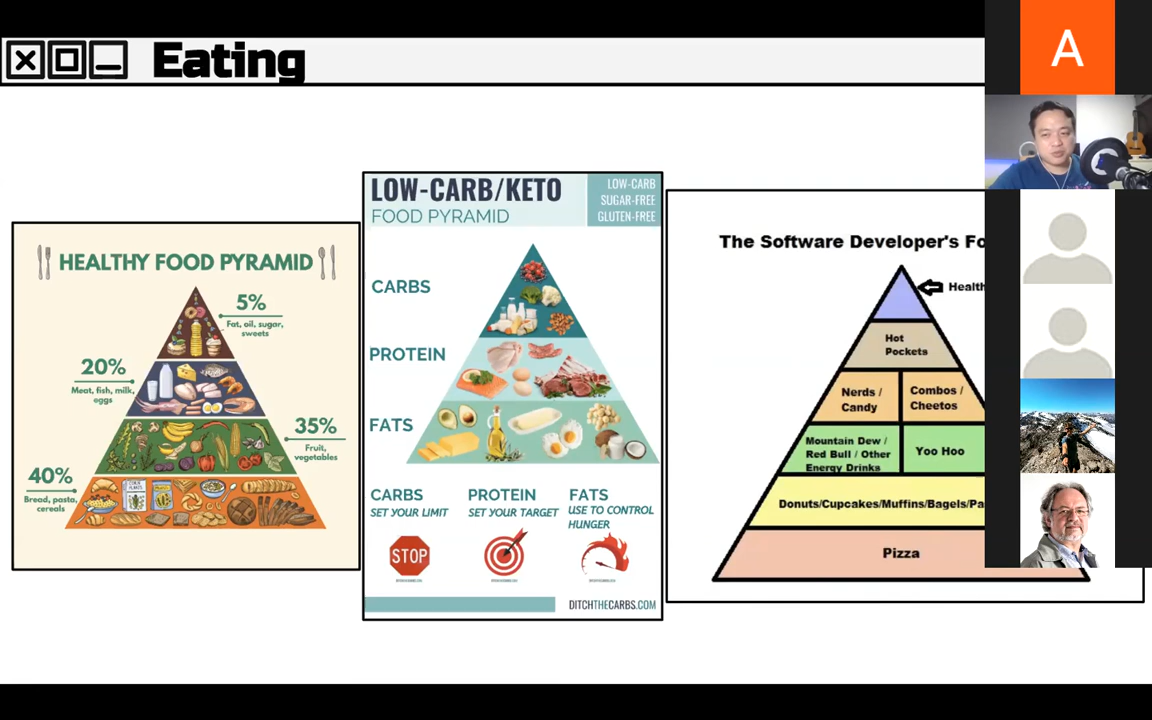 Eating
A
HEALTHY FOOD PYRAMID
5%
Fat, oil, sugar,
sweets
20%
Meat, fish, milk,
eggs
35%
Fruit,
vegetables
40%
Bread, pasta,
cereals
LOW-CARB/KETO
FOOD PYRAMID
LOW-CARB
SUGAR-FREE
GLUTEN-FREE
CARBS
PROTEIN
FATS
CARBS
SET YOUR LIMIT
PROTEIN
SET YOUR TARGET
FATS
USE TO CONTROL
HUNGER
STOP
DITCHTHECARBS.COM
The Software Developer's Fo
Health
Hot
Pockets
Nerds /
Candy
Combos /
Cheetos
Mountain Dew /
Red Bull / Other
Energy Drinks
Yoo Hoo
Donuts/Cupcakes/Muffins/Bagels/Pa
Pizza